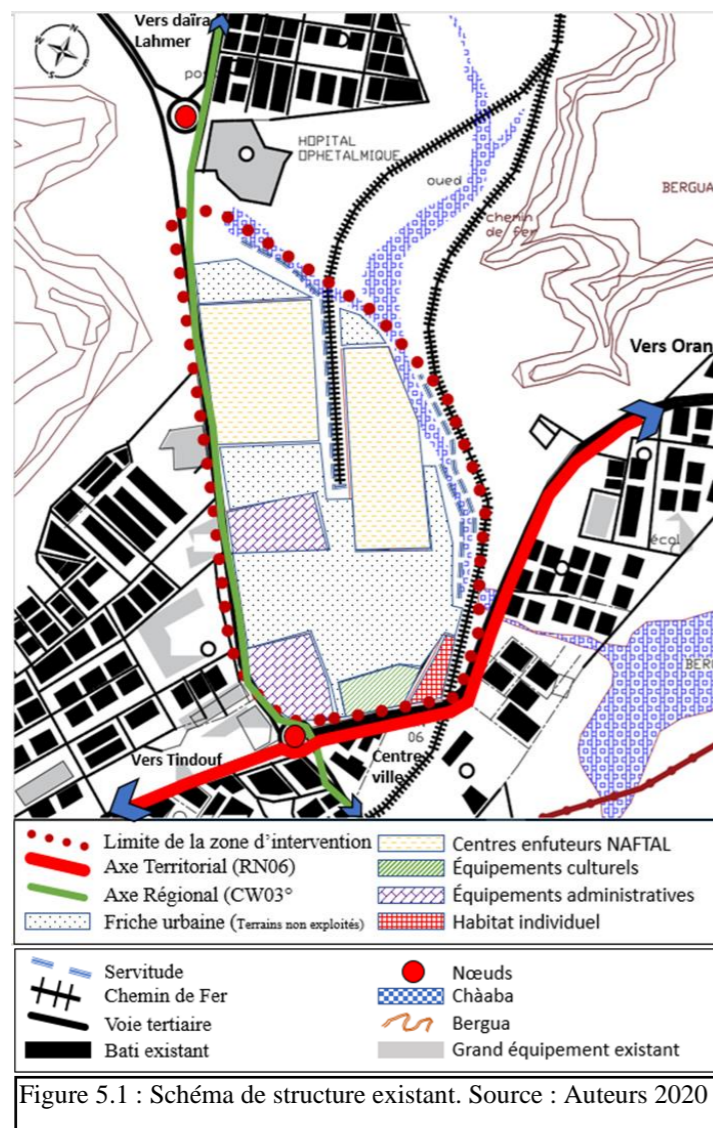 Vers daïra
Lahmer
N
W
S
E
HOPITAL
OPHETALMIQUE
oued
chemin
de fer
BERGUA
Vers Oran
écol
BERG
06
Vers Tindouf
Centre
ville
Limite de la zone d'intervention
Axe Territorial (RN06)
Axe Régional (CW03°
Friche urbaine (Terrains non exploités)
Centres enfuteurs NAFTAL
Équipements culturels
Équipements administratives
Habitat individuel
Servitude
Chemin de Fer
Voie tertiaire
Bati existant
Nœuds
Chàaba
Bergua
Grand équipement existant
Figure 5.1 : Schéma de structure existant. Source : Auteurs 2020